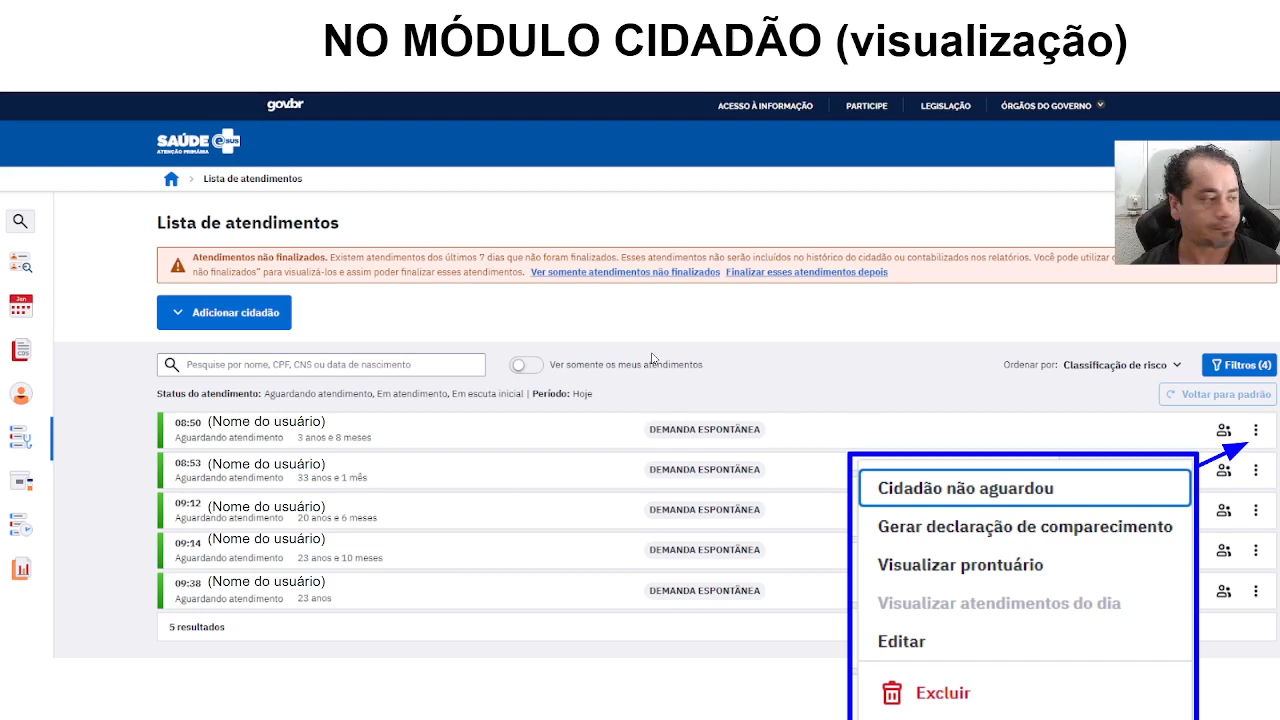 NO MÓDULO CIDADÃO (visualização)
gov.br
ACESSO À INFORMAÇÃO
PARTICIPE
LEGISLAÇÃO
ÓRGÃOS DO GOVERNO
SAÚDE e SUS
ATENÇÃO PRIMÁRIA
Lista de atendimentos
Lista de atendimentos
Atendimentos não finalizados. Existem atendimentos dos últimos 7 dias que não foram finalizados. Esses atendimentos não serão incluídos no histórico do cidadão ou contabilizados nos relatórios. Você pode utilizar
não finalizados" para visualizá-los e assim poder finalizar esses atendimentos. Ver somente atendimentos não finalizados Finalizar esses atendimentos depois
Jan
CDS
Adicionar cidadão
Pesquise por nome, CPF, CNS ou data de nascimento
Ver somente os meus atendimentos
Ordenar por: Classificação de risco
Filtros (4)
Status do atendimento: Aguardando atendimento, Em atendimento, Em escuta inicial | Período: Hoje
Voltar para padrão
08:50 (Nome do usuário)
Aguardando atendimento 3 anos e 8 meses
DEMANDA ESPONTÂNEA
08:53 (Nome do usuário)
Aguardando atendimento 33 anos e 1 mês
DEMANDA ESPONTÂNEA
09:12 (Nome do usuário)
Aguardando atendimento 20 anos e 6 meses
DEMANDA ESPONTÂNEA
09:14 (Nome do usuário)
Aguardando atendimento 23 anos e 10 meses
DEMANDA ESPONTÂNEA
09:38 (Nome do usuário)
Aguardando atendimento 23 anos
DEMANDA ESPONTÂNEA
5 resultados
Cidadão não aguardou
Gerar declaração de comparecimento
Visualizar prontuário
Visualizar atendimentos do dia
Editar
Excluir